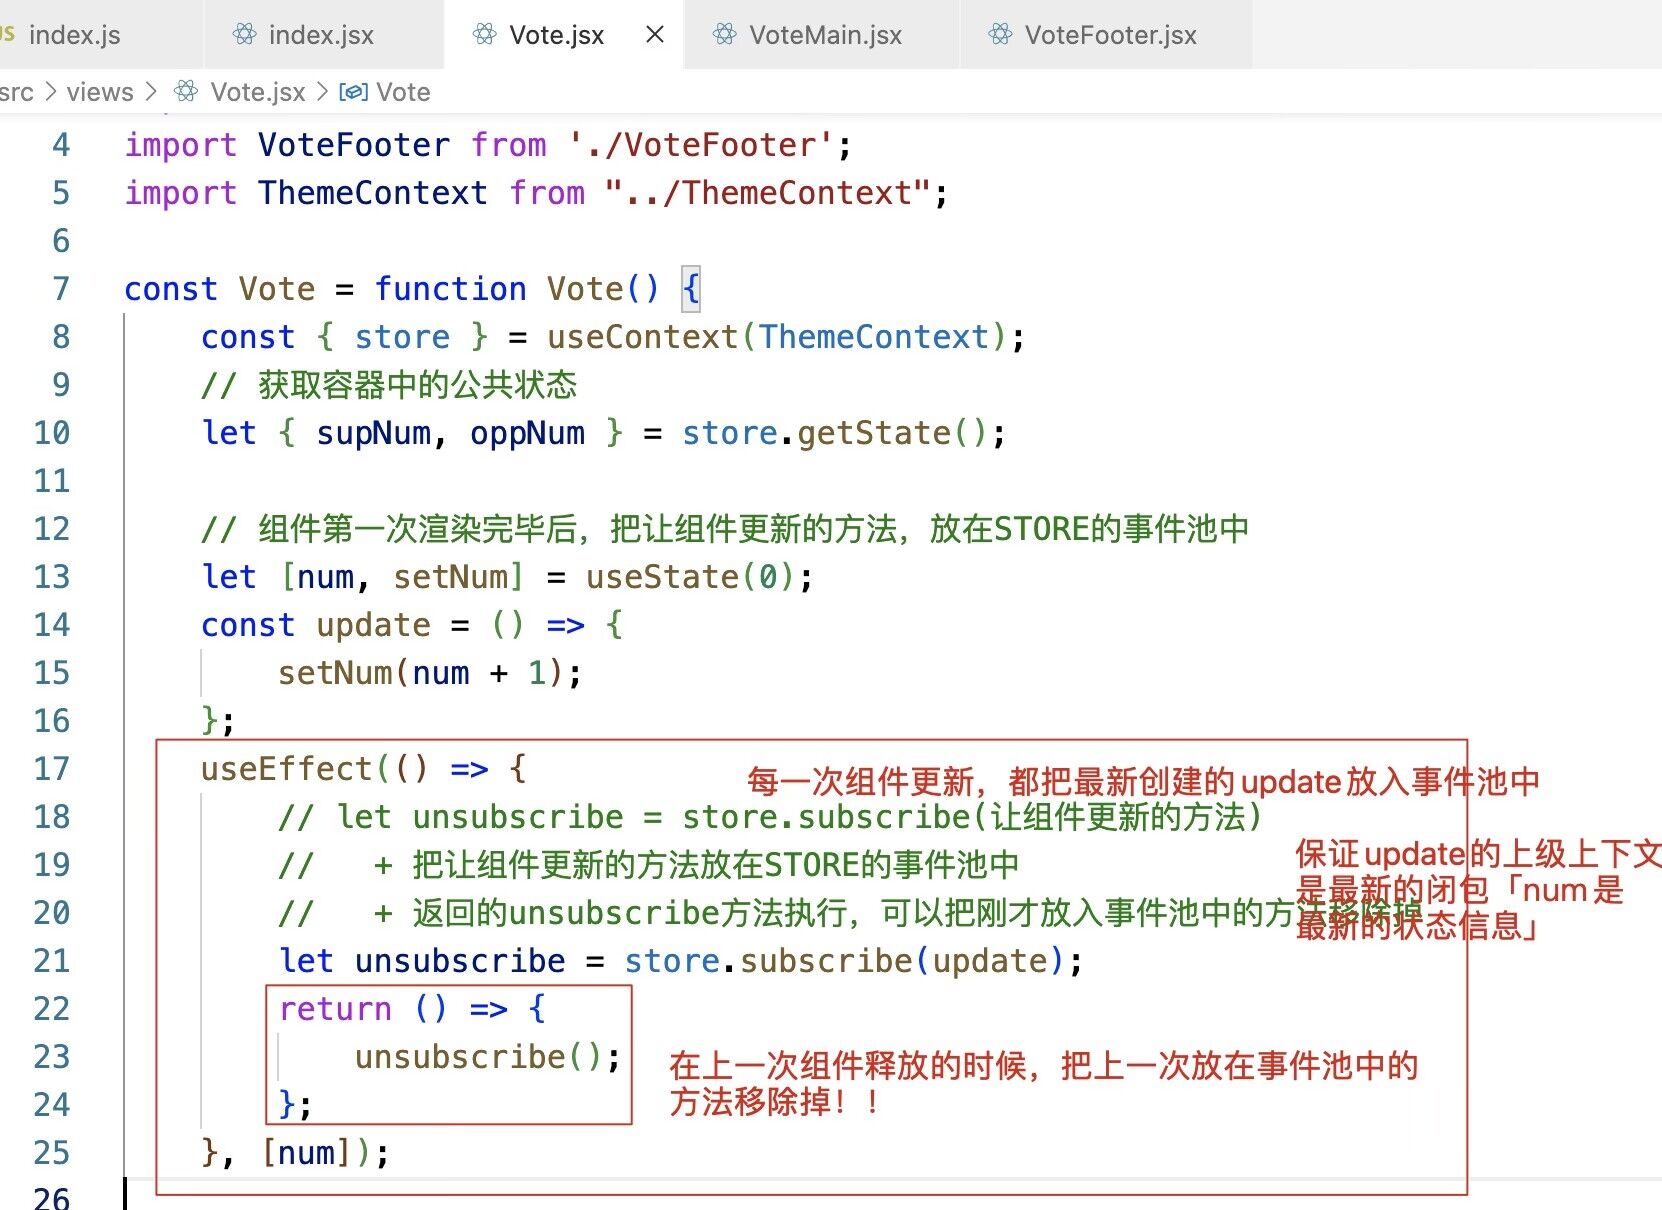 JS index.js index.jsx Vote.jsx VoteMain.jsx VoteFooter.jsx
src > views > Vote.jsx > Vote
4 import VoteFooter from './VoteFooter';
5 import ThemeContext from "../ThemeContext";
6
7 const Vote = function Vote() {
8 const { store } = useContext(ThemeContext);
9 // 获取容器中的公共状态
10 let { supNum, oppNum } = store.getState();
11
12 // 组件第一次渲染完毕后，把让组件更新的方法，放在STORE的事件池中
13 let [num, setNum] = useState(0);
14 const update = () => {
15 setNum(num + 1);
16 };
17 useEffect(() => {
每一次组件更新，都把最新创建的update放入事件池中
18 // let unsubscribe = store.subscribe(让组件更新的方法)
19 //   + 把让组件更新的方法放在STORE的事件池中
20 //   + 返回的unsubscribe方法执行，可以把刚才放入事件池中的方法移除掉
保证update的上级上下文
是最新的闭包「num是
最新的状态信息」
21 let unsubscribe = store.subscribe(update);
22 return () => {
23 unsubscribe();
在上一次组件释放的时候，把上一次放在事件池中的
方法移除掉！！
24 };
25 }, [num]);
26